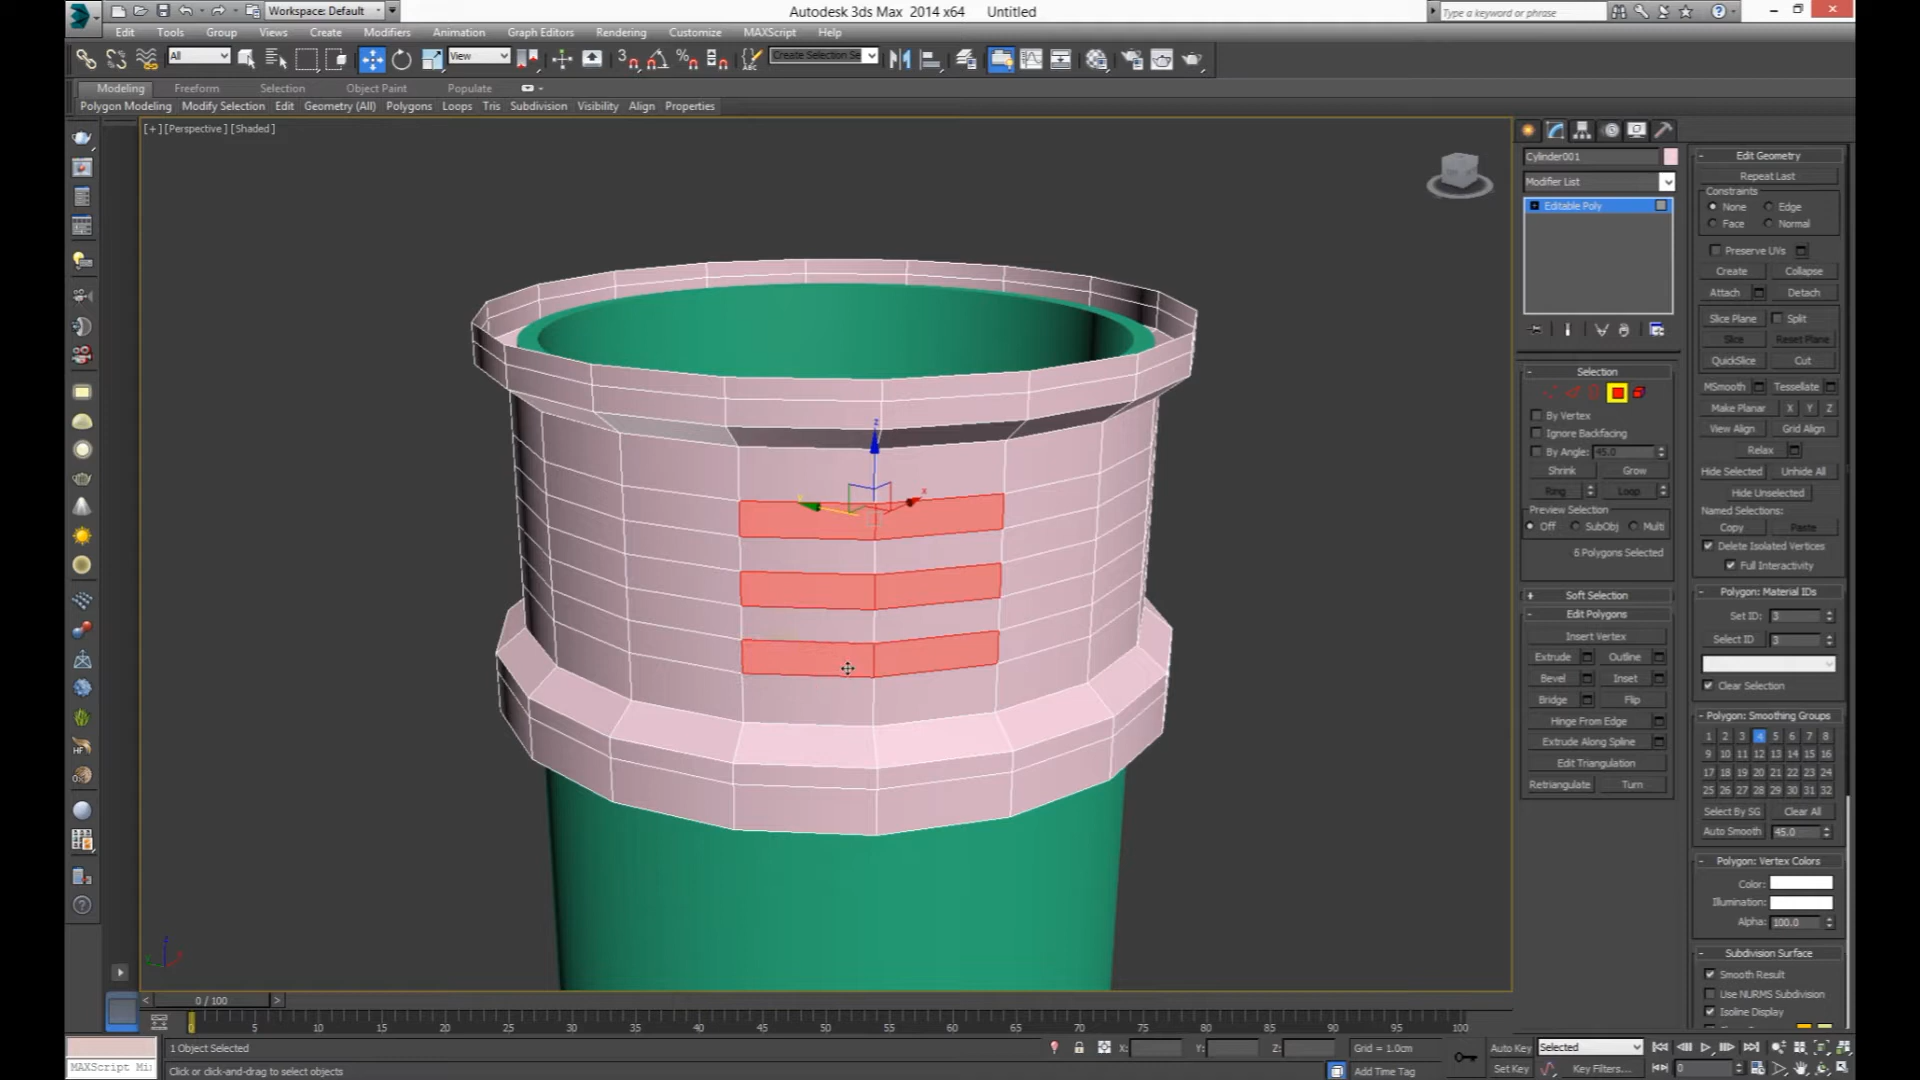 Workspace: Default
Autodesk 3ds Max 2014 x64 Untitled
Type a keyword or phrase
Edit Tools Group Views Create Modifiers Animation Graph Editors Rendering Customize MAXScript Help
All View Create Selection Se
Modeling Freeform Selection Object Paint Populate
Polygon Modeling Modify Selection Edit Geometry (All) Polygons Loops Tris Subdivision Visibility Align Properties
[+] [Perspective] [Shaded]
Cylinder001
Modifier List
Editable Poly
Selection
By Vertex
Ignore Backfacing
By Angle: 45.0
Shrink Grow
Ring Loop
Preview Selection
Off SubObj Multi
6 Polygons Selected
Soft Selection
Edit Polygons
Insert Vertex
Extrude Outline
Bevel Inset
Bridge Flip
Hinge From Edge
Extrude Along Spline
Edit Triangulation
Retriangulate Turn
Edit Geometry
Repeat Last
Constraints
None Edge
Face Normal
Preserve UVs
Create Collapse
Attach Detach
Slice Plane Split
Slice Reset Plane
QuickSlice Cut
MSmooth Tessellate
Make Planar X Y Z
View Align Grid Align
Relax
Hide Selected Unhide All
Hide Unselected
Named Selections:
Copy Paste
Delete Isolated Vertices
Full Interactivity
Polygon: Material IDs
Set ID: 3
Select ID 3
Clear Selection
Polygon: Smoothing Groups
1 2 3 4 5 6 7 8
9 10 11 12 13 14 15 16
17 18 19 20 21 22 23 24
25 26 27 28 29 30 31 32
Select By SG Clear All
Auto Smooth 45.0
Polygon: Vertex Colors
Color:
Illumination:
Alpha: 100.0
Subdivision Surface
Smooth Result
Use NURMS Subdivision
Isoline Display
0 / 100
0 5 10 15 20 25 30 35 40 45 50 55 60 65 70 75 80 85 90 95 100
1 Object Selected X: Y: Z: Grid = 1.0cm Auto Key Selected
MAXScript Mi Click or click-and-drag to select objects Add Time Tag Set Key Key Filters... 0